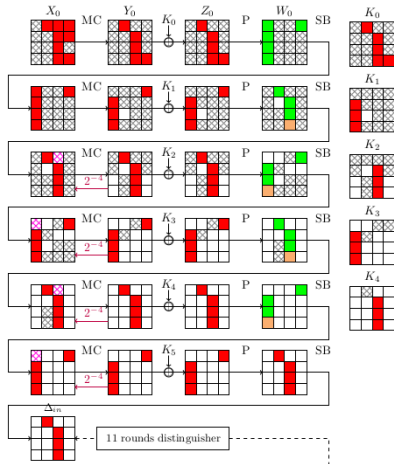 X₀ MC Y₀ K₀ Z₀ P W₀ SB K₀
MC K₁ P SB K₁
MC K₂ P SB K₂
2⁻⁴
MC K₃ P SB K₃
2⁻⁴
MC K₄ P SB K₄
2⁻⁴
MC K₅ P SB
2⁻⁴
Δᵢₙ
11 rounds distinguisher